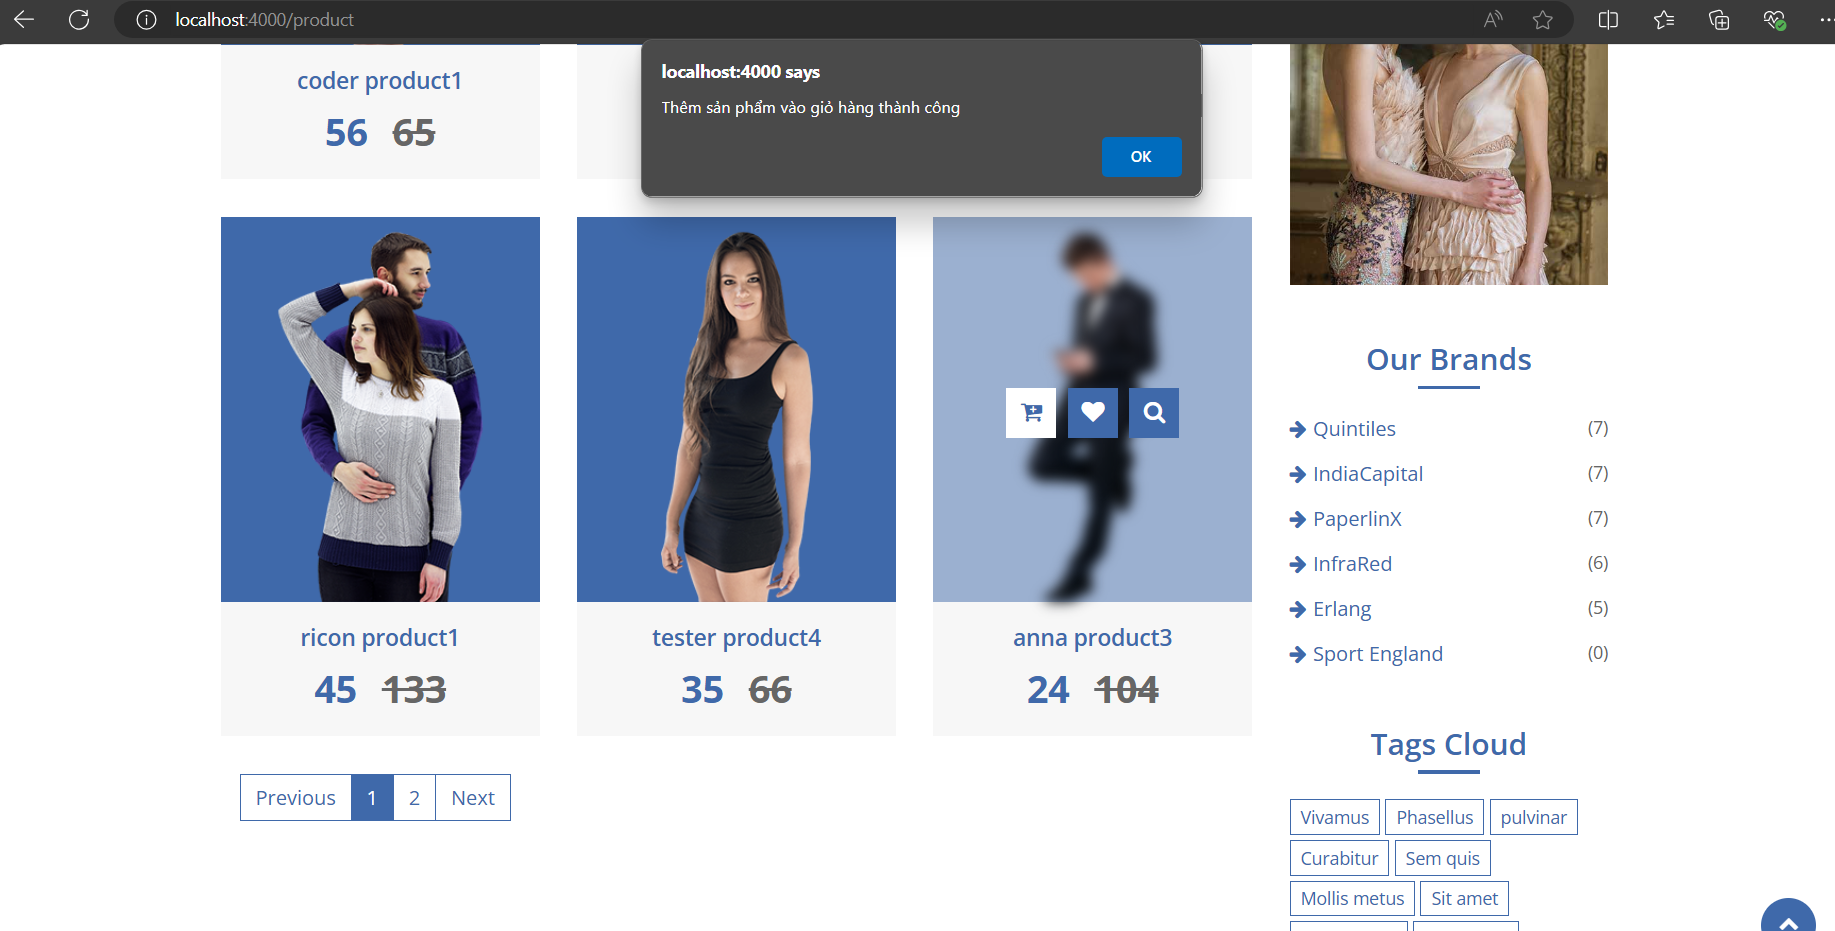 localhost:4000/product
localhost:4000 says
Thêm sản phẩm vào giỏ hàng thành công
OK
coder product1
56 65
ricon product1
45 133
tester product4
35 66
anna product3
24 104
Previous 1 2 Next
Our Brands
Quintiles (7)
IndiaCapital (7)
PaperlinX (7)
InfraRed (6)
Erlang (5)
Sport England (0)
Tags Cloud
Vivamus Phasellus pulvinar
Curabitur Sem quis
Mollis metus Sit amet